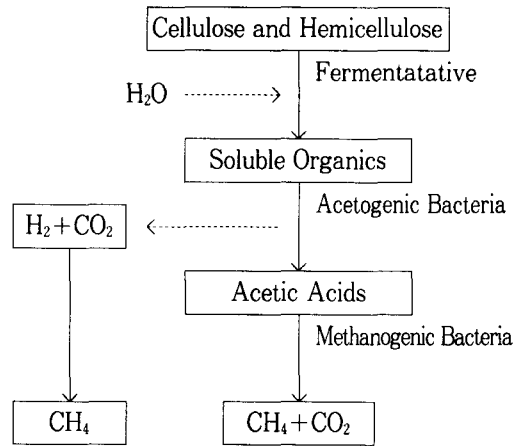 Cellulose and Hemicellulose
Fermentatative
H₂O
Soluble Organics
Acetogenic Bacteria
H₂+CO₂
Acetic Acids
Methanogenic Bacteria
CH₄
CH₄+CO₂